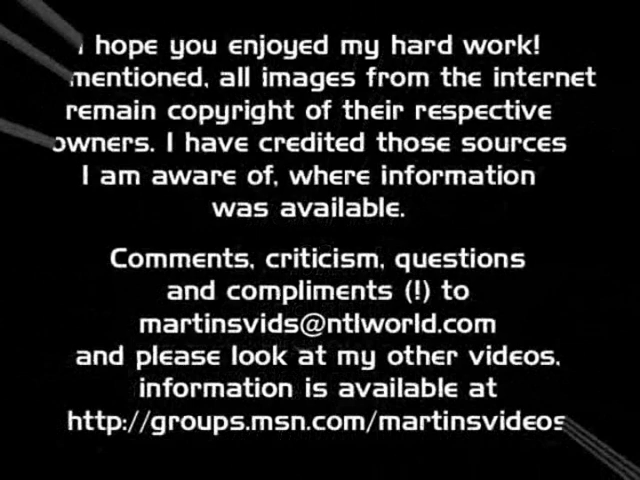 I hope you enjoyed my hard work!
mentioned, all images from the internet
remain copyright of their respective
owners. I have credited those sources
I am aware of, where information
was available.
Comments, criticism, questions
and compliments (!) to
martinsvids@ntlworld.com
and please look at my other videos,
information is available at
http://groups.msn.com/martinsvideos